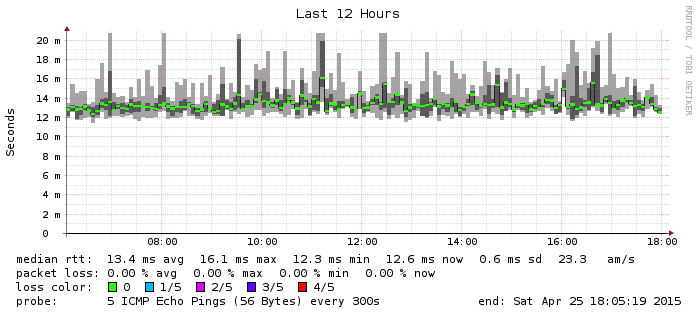 Last 12 Hours
RRDTOOL / TOBI OETIKER
Seconds
20 m
18 m
16 m
14 m
12 m
10 m
8 m
6 m
4 m
2 m
0
08:00 10:00 12:00 14:00 16:00 18:00
median rtt: 13.4 ms avg 16.1 ms max 12.3 ms min 12.6 ms now 0.6 ms sd 23.3 am/s
packet loss: 0.00 % avg 0.00 % max 0.00 % min 0.00 % now
loss color: 0 1/5 2/5 3/5 4/5
probe: 5 ICMP Echo Pings (56 Bytes) every 300s end: Sat Apr 25 18:05:19 2015